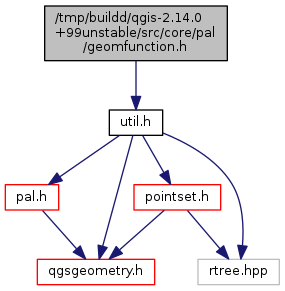 /tmp/buildd/qgis-2.14.0
+99unstable/src/core/pal
/geomfunction.h
util.h
pal.h
pointset.h
qgsgeometry.h
rtree.hpp